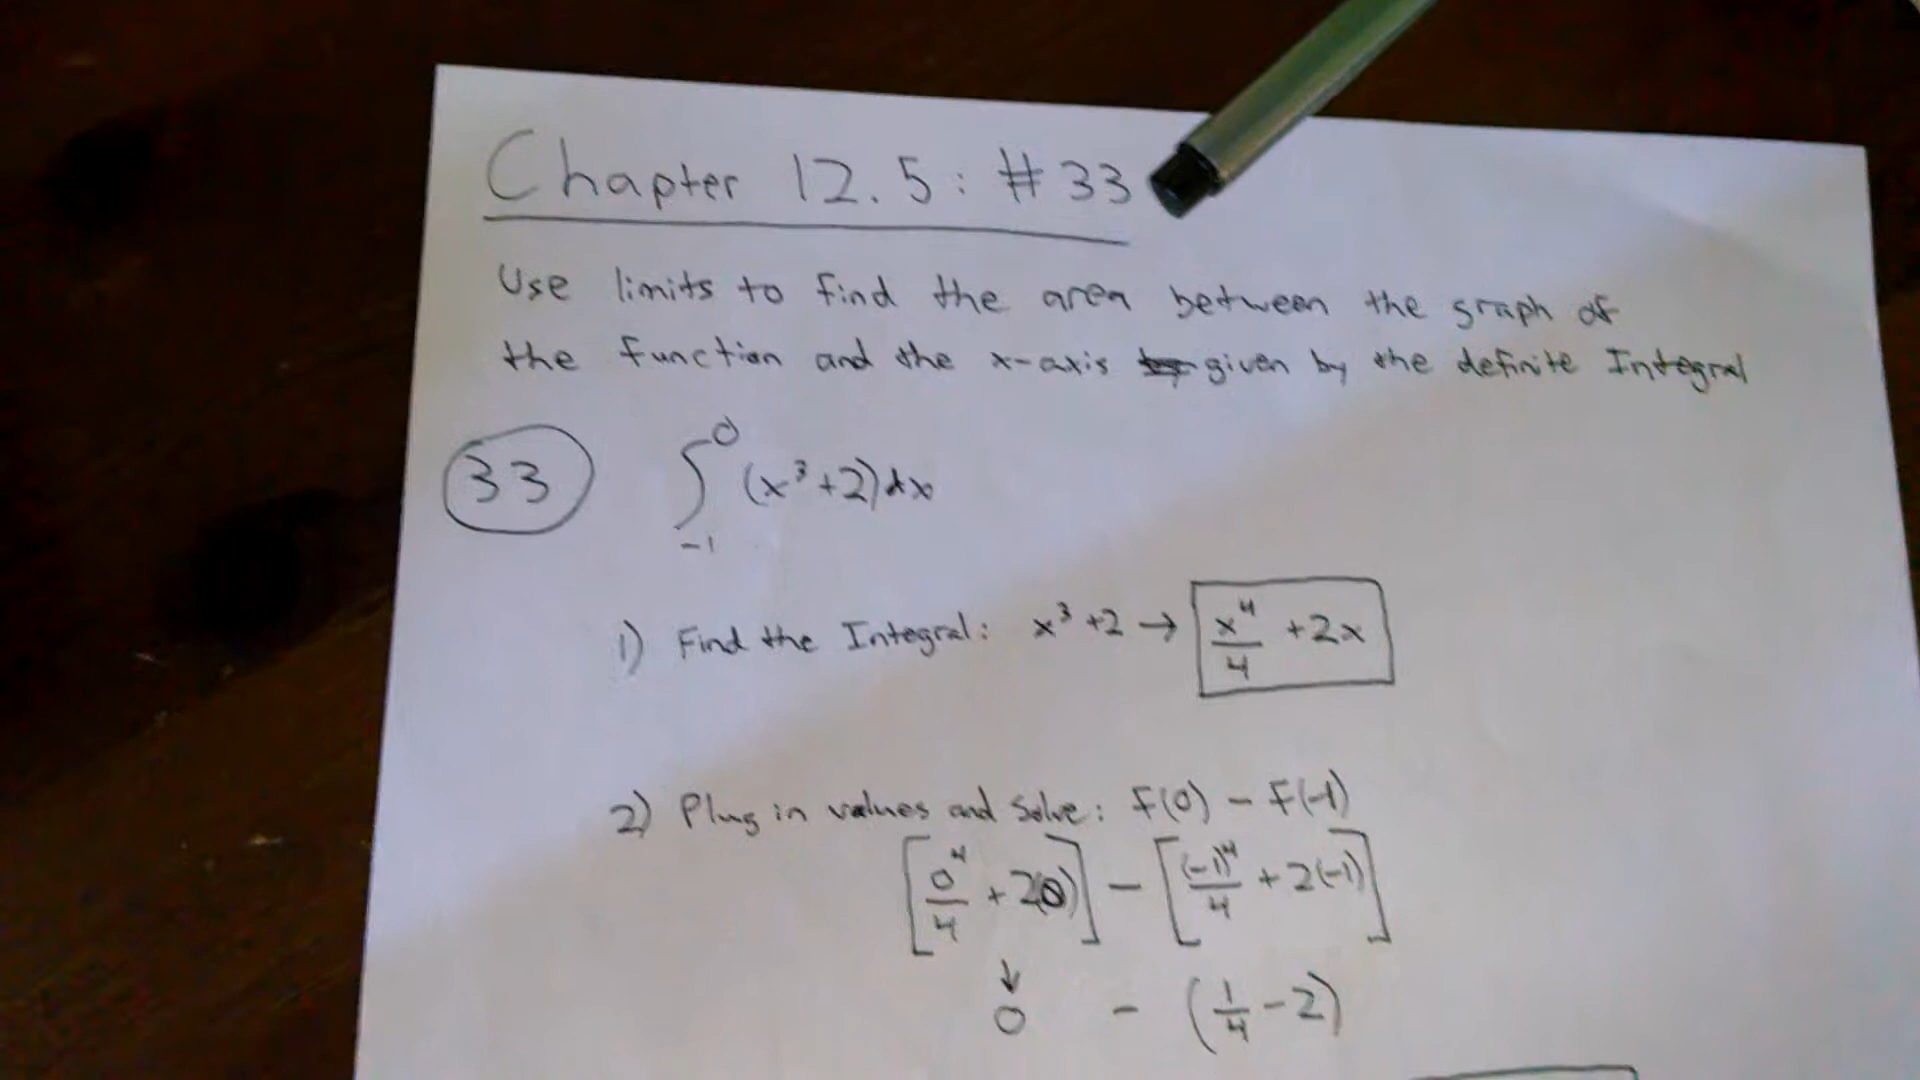 Chapter 12.5: #33
Use limits to find the area between the graph of
the function and the x-axis given by the definite Integral
33 ∫₋₁⁰ (x³+2)dx
1) Find the Integral: x³+2 → x⁴/4 + 2x
2) Plug in values and solve: F(0) - F(-1)
[0⁴/4 + 2(0)] - [(-1)⁴/4 + 2(-1)]
↓
0 - (1/4 - 2)